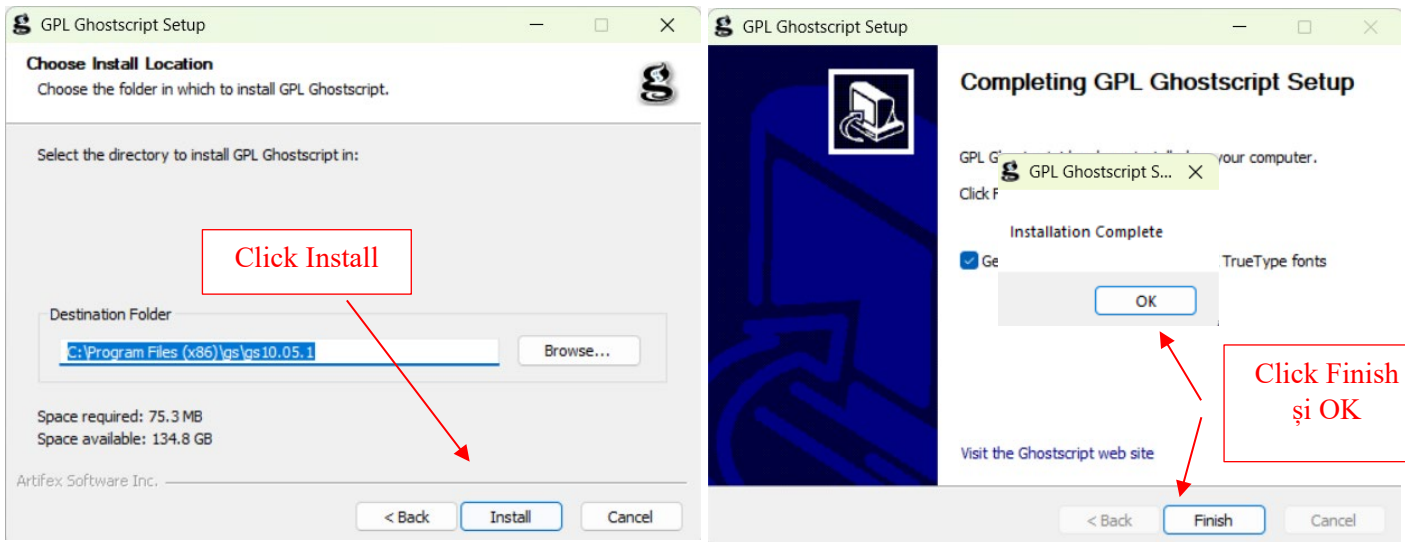 GPL Ghostscript Setup
Choose Install Location
Choose the folder in which to install GPL Ghostscript.
Select the directory to install GPL Ghostscript in:
Click Install
Destination Folder
C:\Program Files (x86)\gs\gs10.05.1
Browse...
Space required: 75.3 MB
Space available: 134.8 GB
Artifex Software Inc.
< Back Install Cancel
GPL Ghostscript Setup
Completing GPL Ghostscript Setup
GPL your computer.
GPL Ghostscript S...
Click
Installation Complete
TrueType fonts
OK
Click Finish
și OK
Visit the Ghostscript web site
< Back Finish Cancel